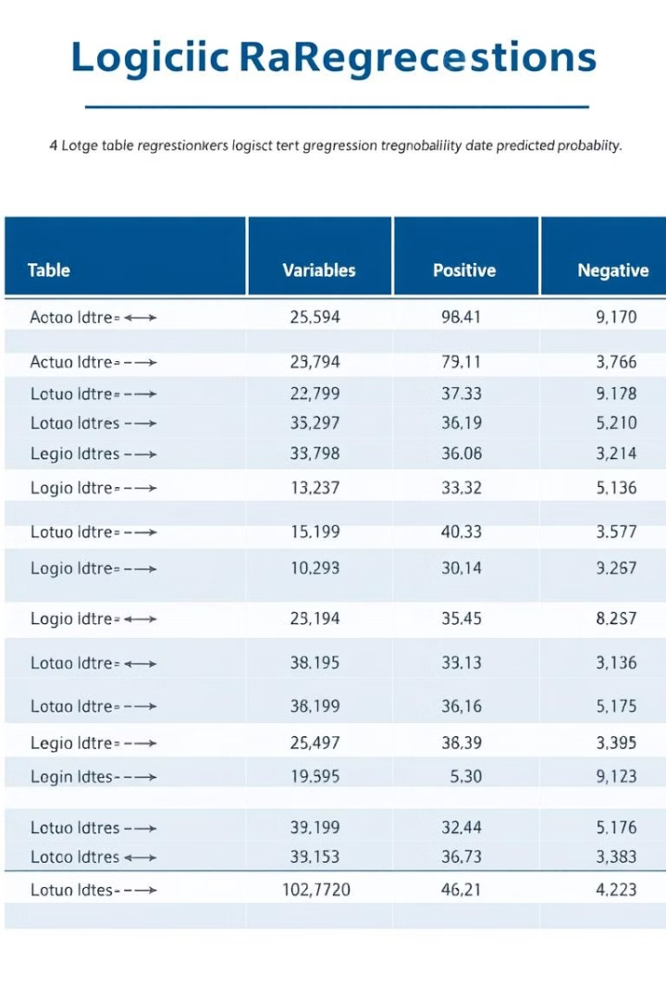 Logiciic RaRegrecestions
4 Lotge table regrestionkers logisct tert gregression tregnobalility date predicted probablity.
Table Variables Positive Negative
Actao Idtre= ⟷ 25,594 98.41 9,170
Actuo Idtre= --→ 23,794 79.11 3,766
Lotuo Idtre= --→ 22,799 37.33 9.178
Lotuo Idtres --→ 35,297 36,19 5,210
Legio Idtres --→ 33,798 36.06 3,214
Logio Idtre= --→ 13,237 33,32 5,136
Lotuo Idtre= --→ 15.199 40.33 3.577
Logio Idtre= --→ 10,293 30,14 3.267
Logio Idtre= ⟷ 23,194 35.45 8.257
Lotao Idtre= ⟷ 38.195 33.13 3,136
Lotao Idtre= --→ 36,199 36,16 5,175
Legio Idtre= --→ 25,497 38,39 3,395
Legin Idtes- --→ 19.595 5,30 9,123
Lotuo Idtres --→ 39,199 32,44 5.176
Lotco Idtres ⟷ 39,153 36,73 3,383
Lotuo Idtes- --→ 102,7720 46,21 4.223